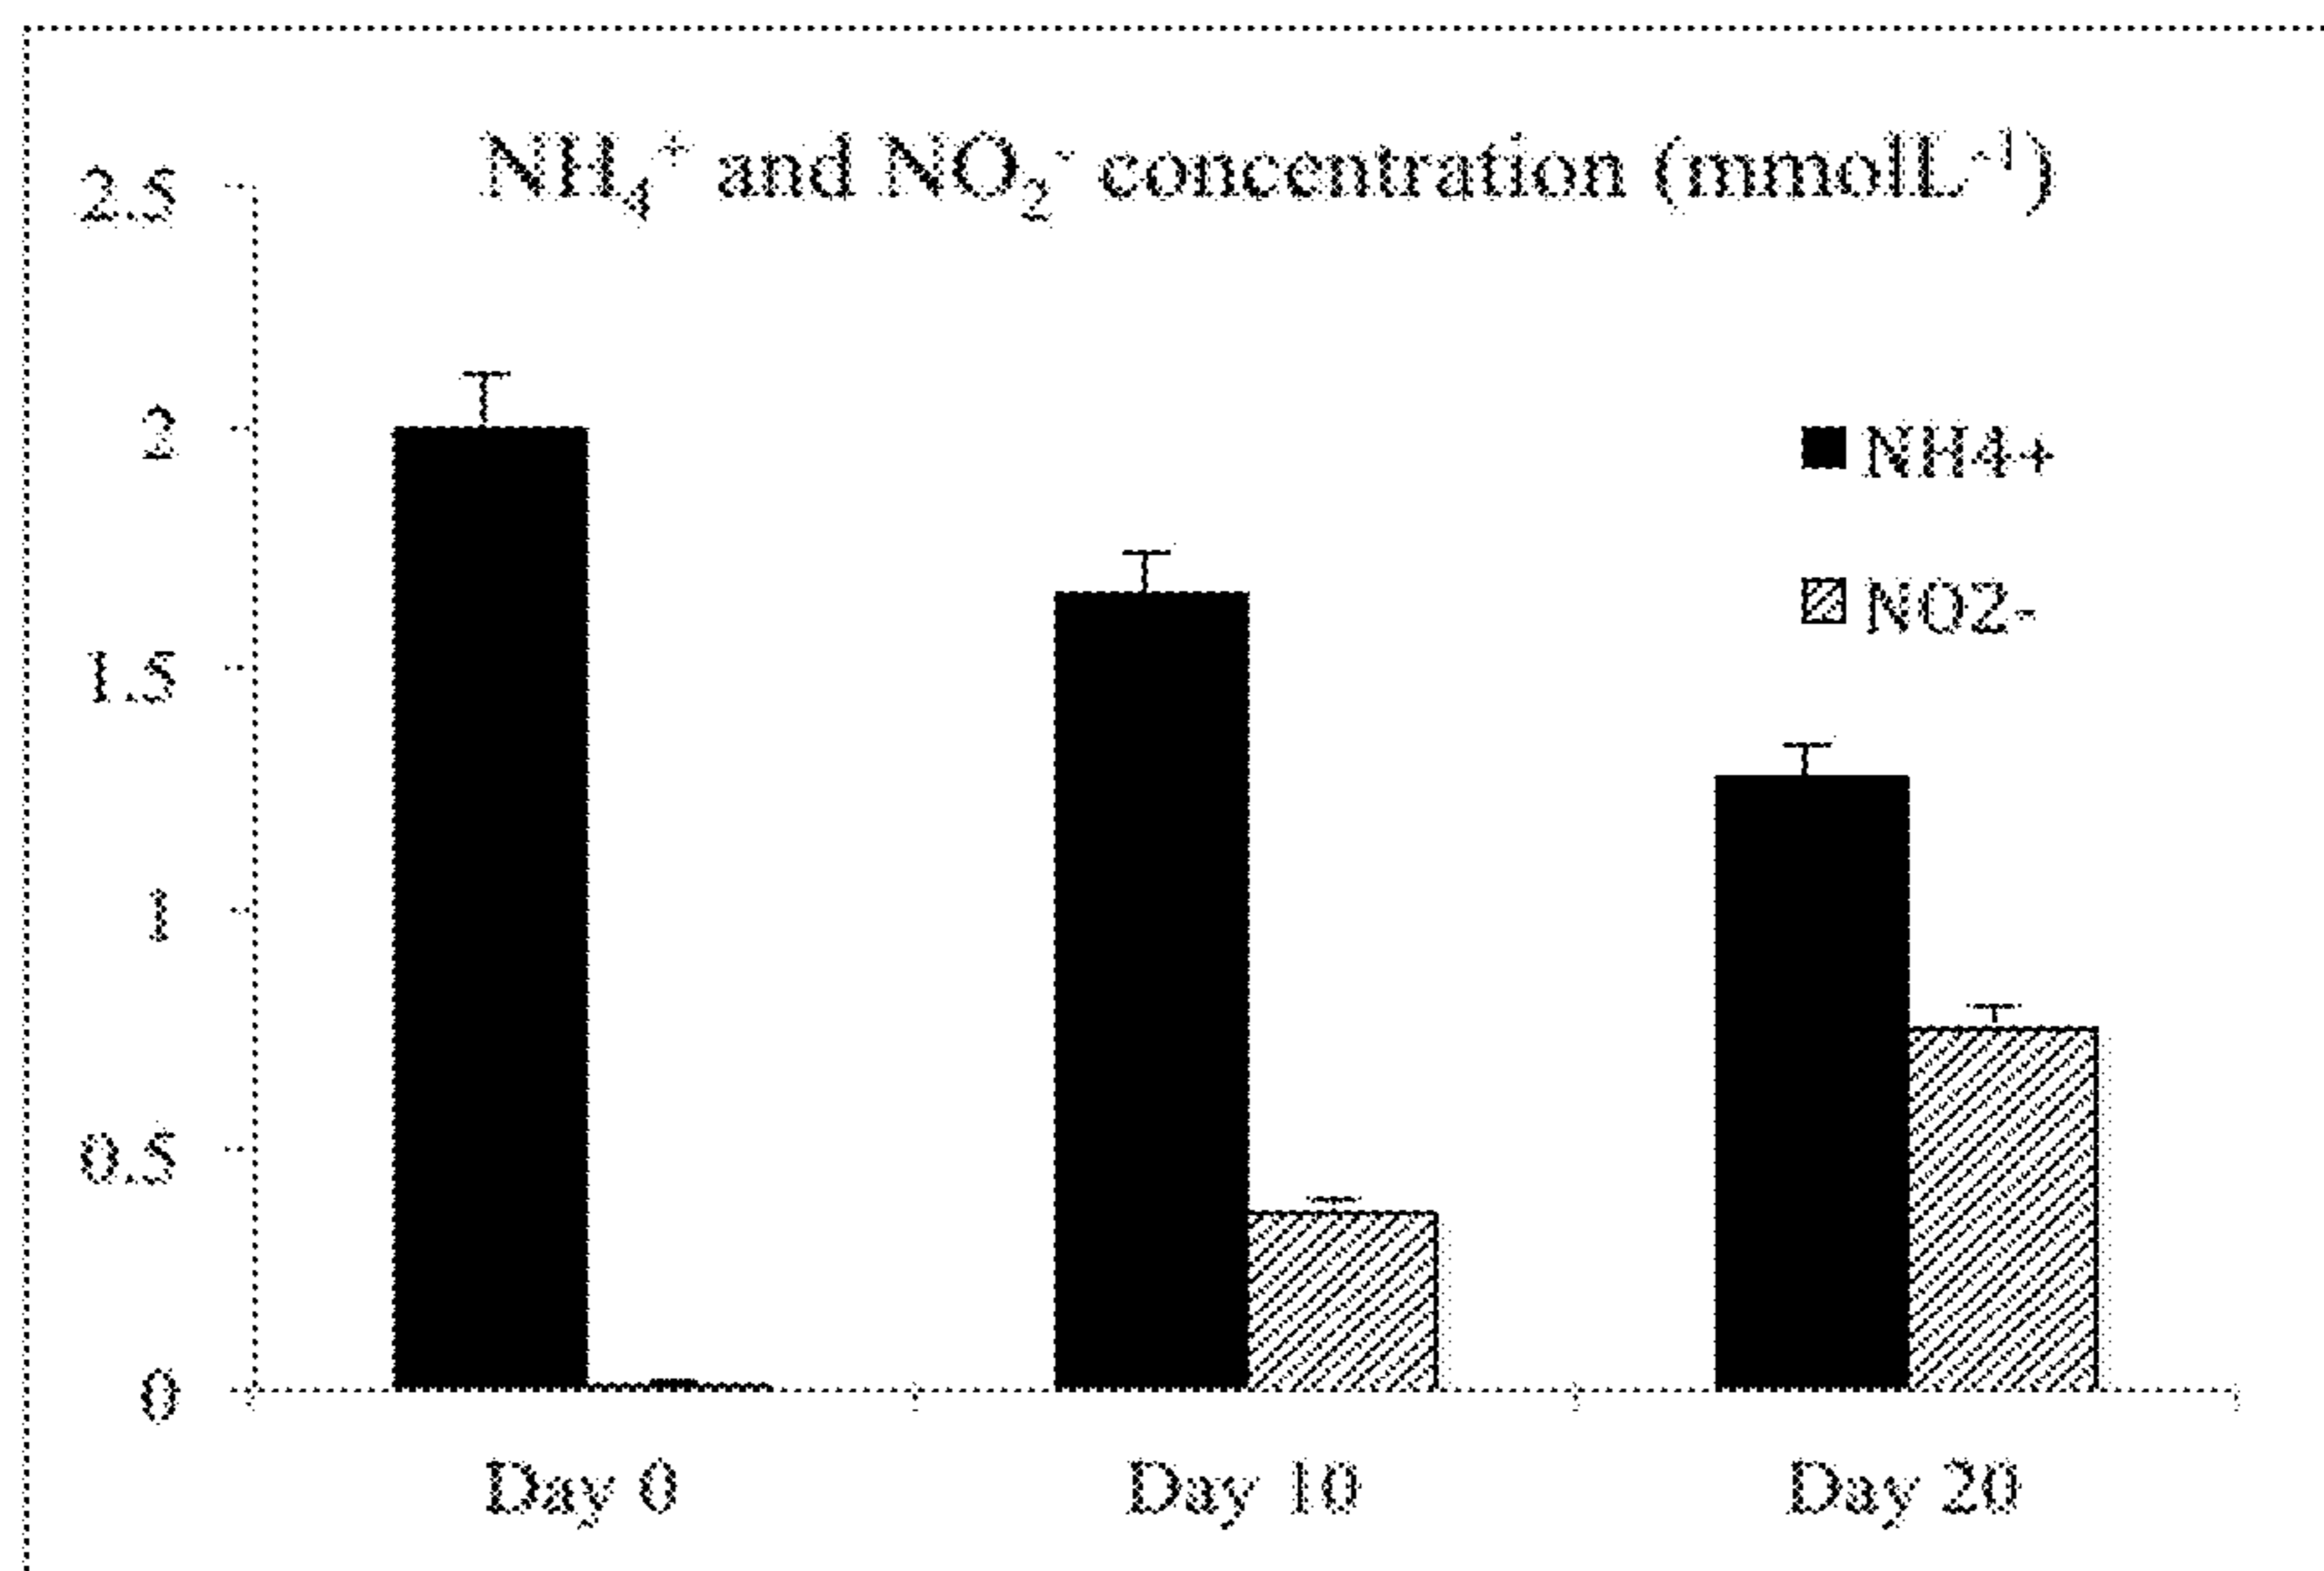 NH₄⁺ and NO₂⁻ concentration (mmolL⁻¹)
2.5
2
1.5
1
0.5
0
NH4+
NO2-
Day 0
Day 10
Day 20